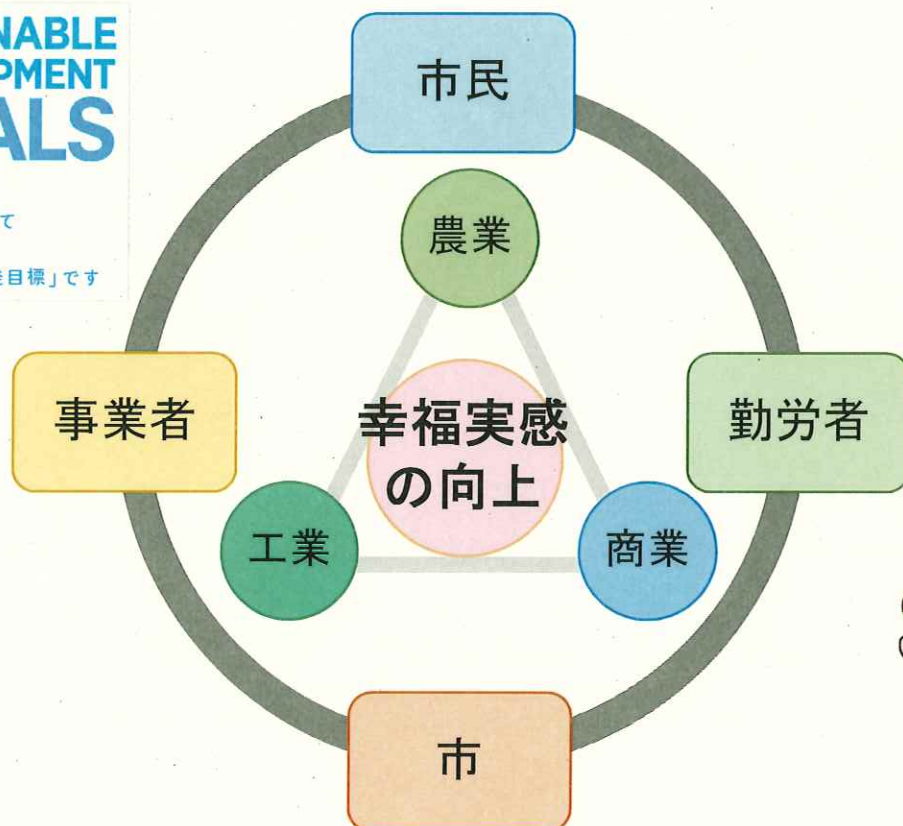 NABLE
PMENT
ALS
て
目標」です
市民
農業
事業者
勤労者
幸福実感
の向上
工業
商業
市